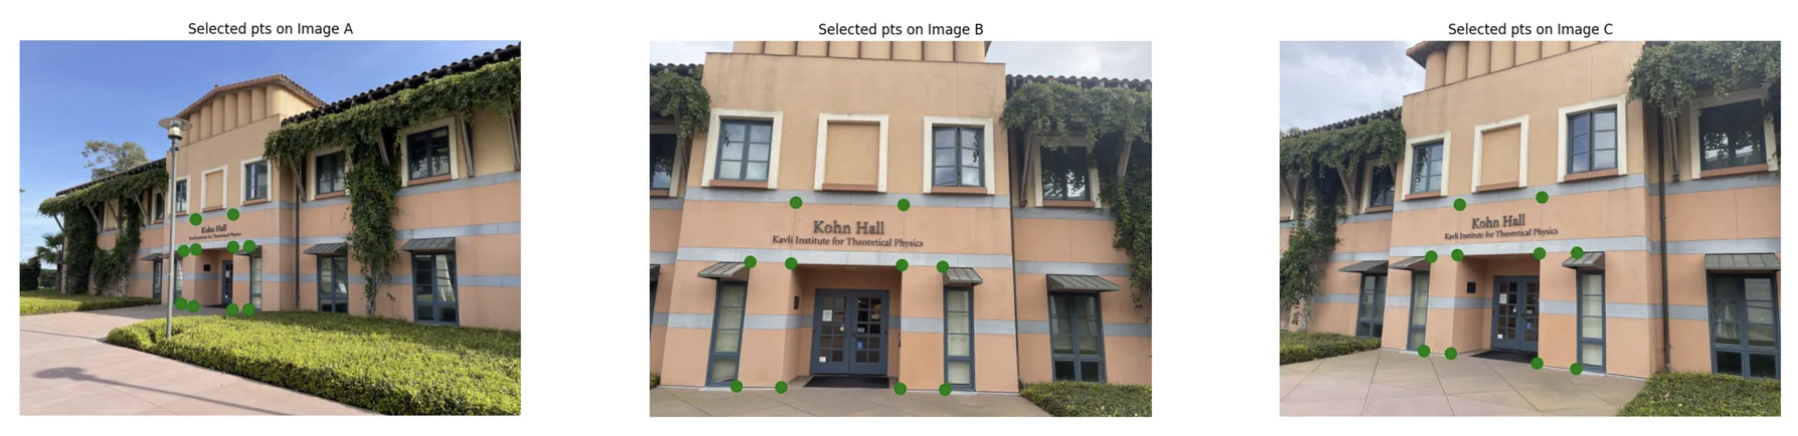 Selected pts on Image A
Selected pts on Image B
Selected pts on Image C
Kohn Hall
Kavli Institute for Theoretical Physics
Kohn Hall
Kavli Institute for Theoretical Physics
Kohn Hall
Kavli Institute for Theoretical Physics